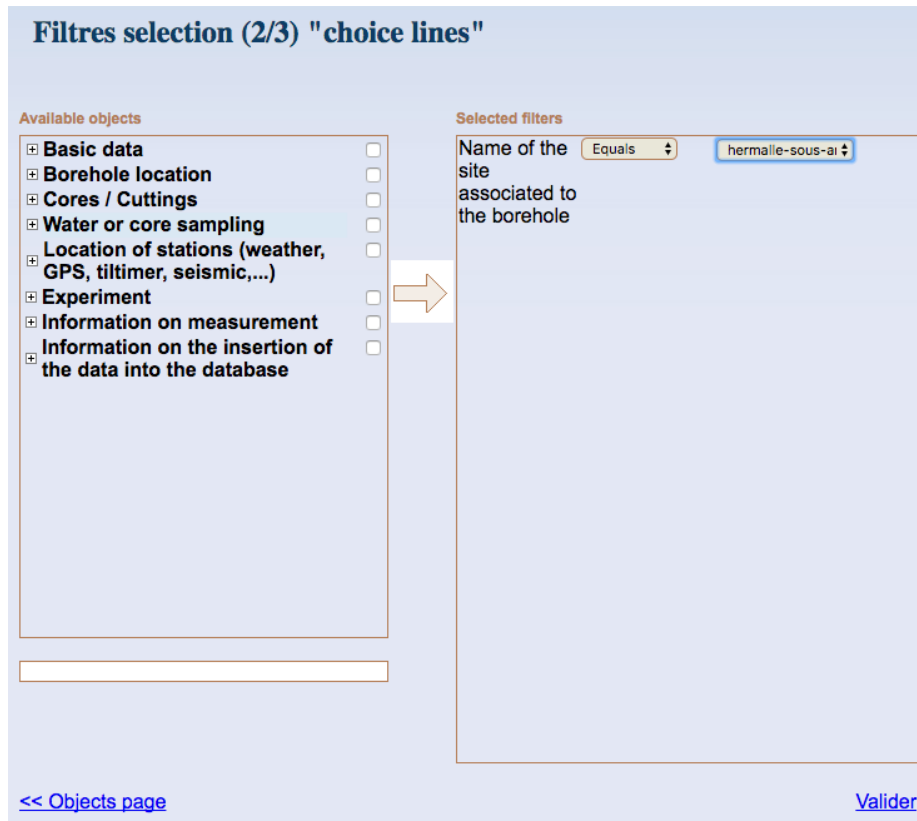 Filtres selection (2/3) "choice lines"
Available objects
Basic data
Borehole location
Cores / Cuttings
Water or core sampling
Location of stations (weather,
GPS, tiltimer, seismic,...)
Experiment
Information on measurement
Information on the insertion of
the data into the database
Selected filters
Name of the
site
associated to
the borehole
Equals
hermalle-sous-ar
<< Objects page
Valider